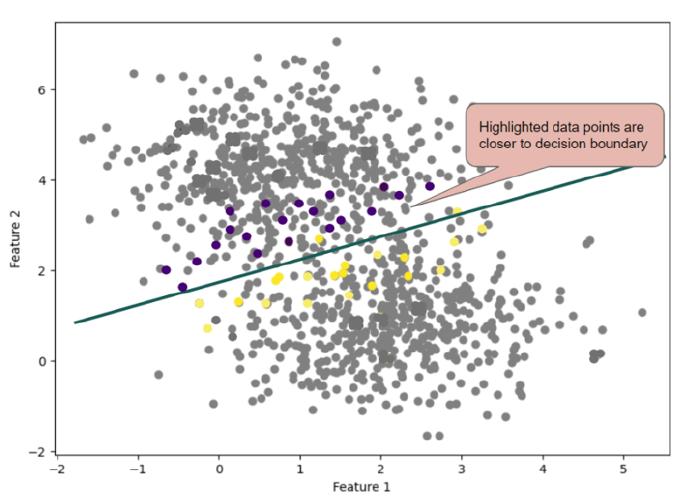 6
4
2
0
−2
Feature 2
−2 −1 0 1 2 3 4 5
Feature 1
Highlighted data points are
closer to decision boundary